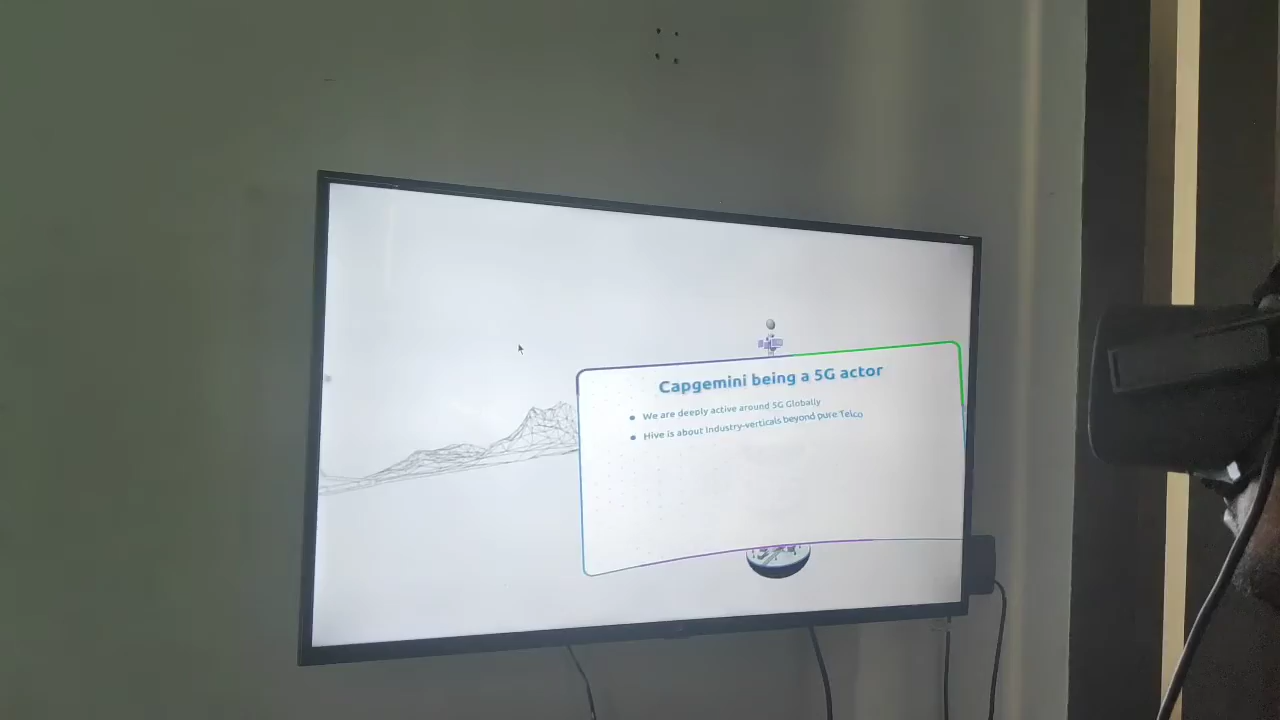 Capgemini being a 5G actor
We are deeply active around 5G Globally
Hive is about Industry-verticals beyond pure Telco